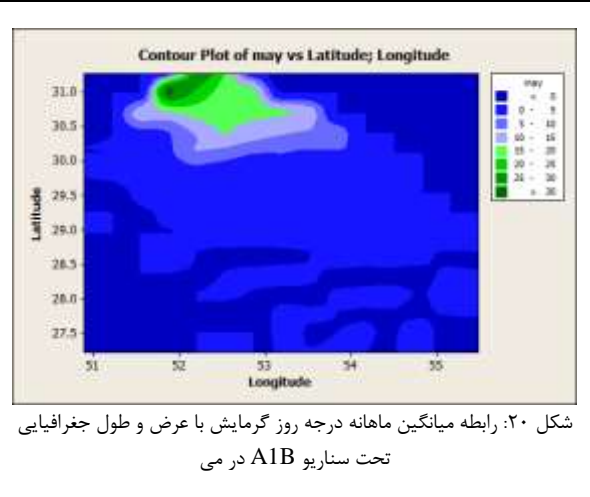 Contour Plot of may vs Latitude; Longitude
may
< 0
0 - 5
5 - 10
10 - 15
15 - 20
20 - 25
25 - 30
> 30
Latitude
31.0
30.5
30.0
29.5
29.0
28.5
28.0
27.5
51 52 53 54 55
Longitude
شکل ۲۰: رابطه میانگین ماهانه درجه روز گرمایش با عرض و طول جغرافیایی
تحت سناریو A1B در می